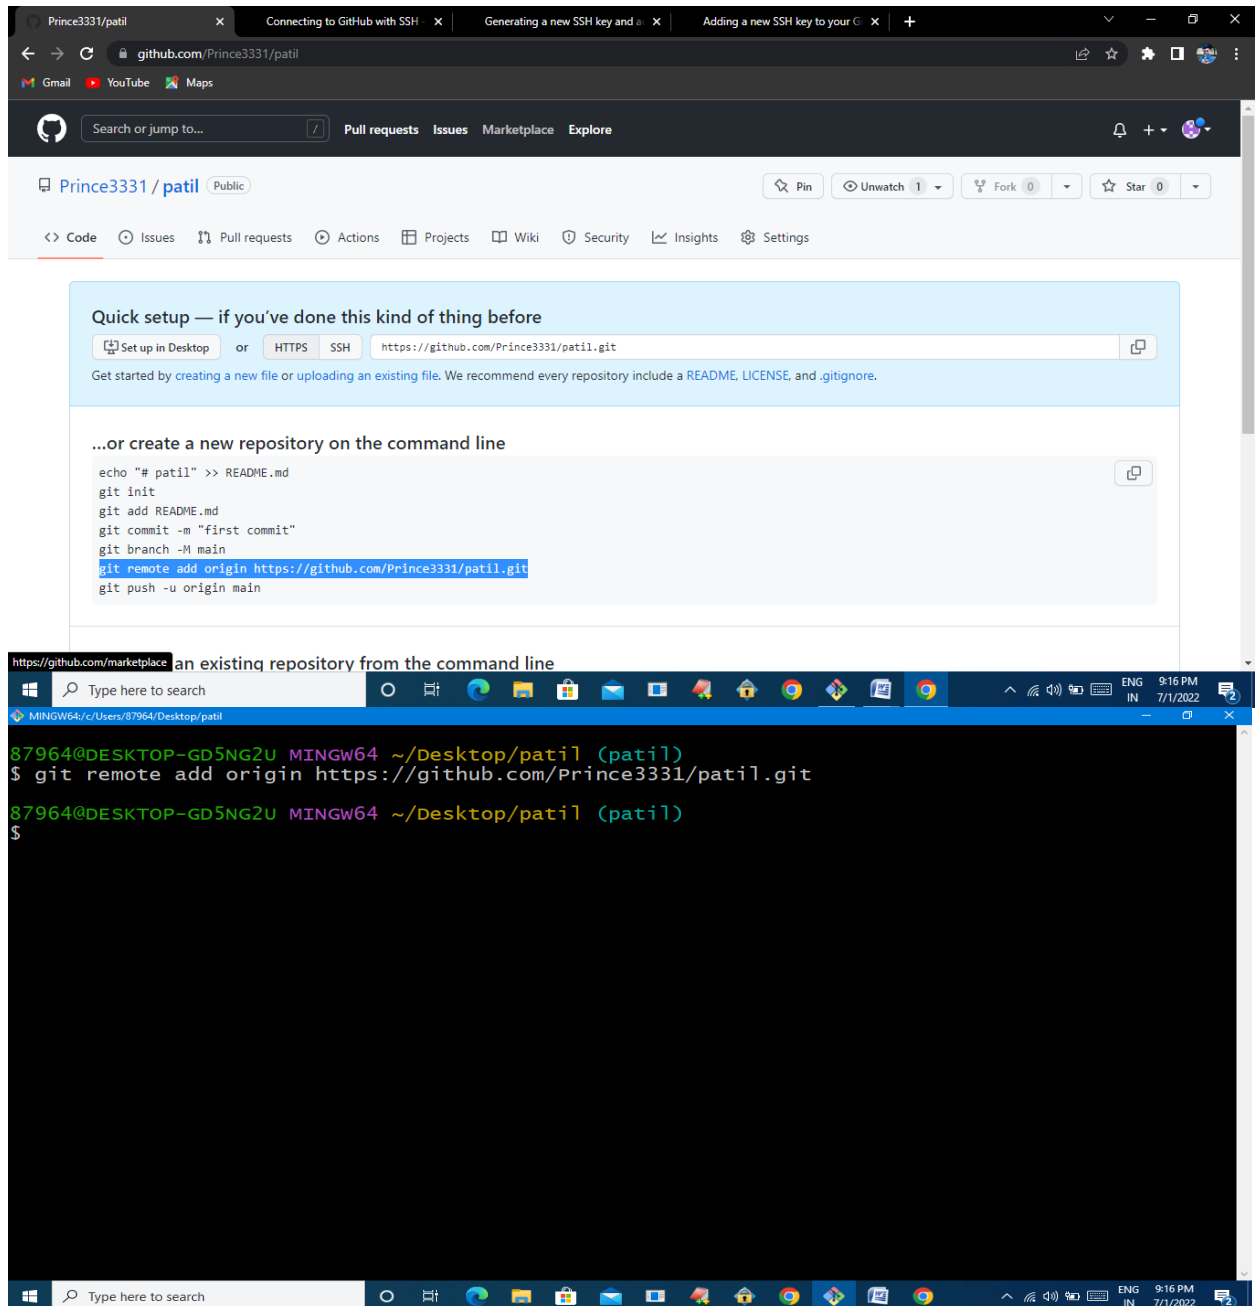 Prince3331/patil
Connecting to GitHub with SSH -
Generating a new SSH key and a
Adding a new SSH key to your G
github.com/Prince3331/patil
Gmail YouTube Maps
Search or jump to... / Pull requests Issues Marketplace Explore
Prince3331 / patil Public
Pin Unwatch 1 Fork 0 Star 0
<> Code Issues Pull requests Actions Projects Wiki Security Insights Settings
Quick setup — if you've done this kind of thing before
Set up in Desktop or HTTPS SSH https://github.com/Prince3331/patil.git
Get started by creating a new file or uploading an existing file. We recommend every repository include a README, LICENSE, and .gitignore.
...or create a new repository on the command line
echo "# patil" >> README.md
git init
git add README.md
git commit -m "first commit"
git branch -M main
git remote add origin https://github.com/Prince3331/patil.git
git push -u origin main
https://github.com/marketplace an existing repository from the command line
Type here to search ENG 9:16 PM
IN 7/1/2022 2
MINGW64:/c/Users/87964/Desktop/patil
87964@DESKTOP-GD5NG2U MINGW64 ~/Desktop/patil (patil)
$ git remote add origin https://github.com/Prince3331/patil.git
87964@DESKTOP-GD5NG2U MINGW64 ~/Desktop/patil (patil)
$
Type here to search ENG 9:16 PM
IN 7/1/2022 2